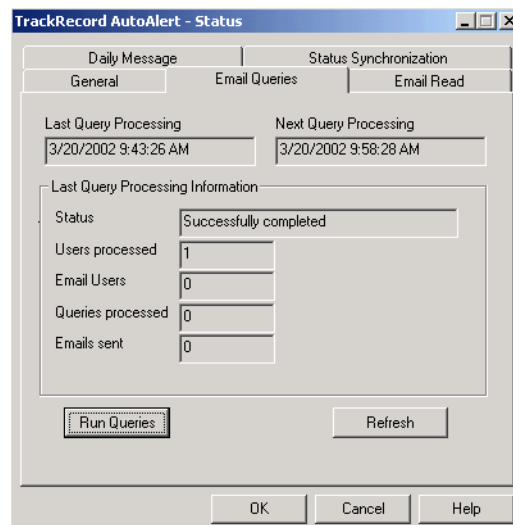 TrackRecord AutoAlert - Status
Daily Message Status Synchronization
General Email Queries Email Read
Last Query Processing Next Query Processing
3/20/2002 9:43:26 AM 3/20/2002 9:58:28 AM
Last Query Processing Information
Status Successfully completed
Users processed 1
Email Users 0
Queries processed 0
Emails sent 0
Run Queries Refresh
OK Cancel Help